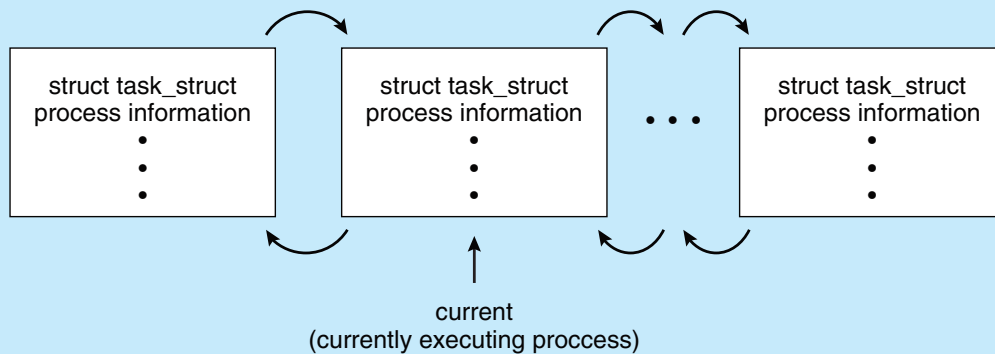 struct task_struct
process information
struct task_struct
process information
struct task_struct
process information
current
(currently executing proccess)